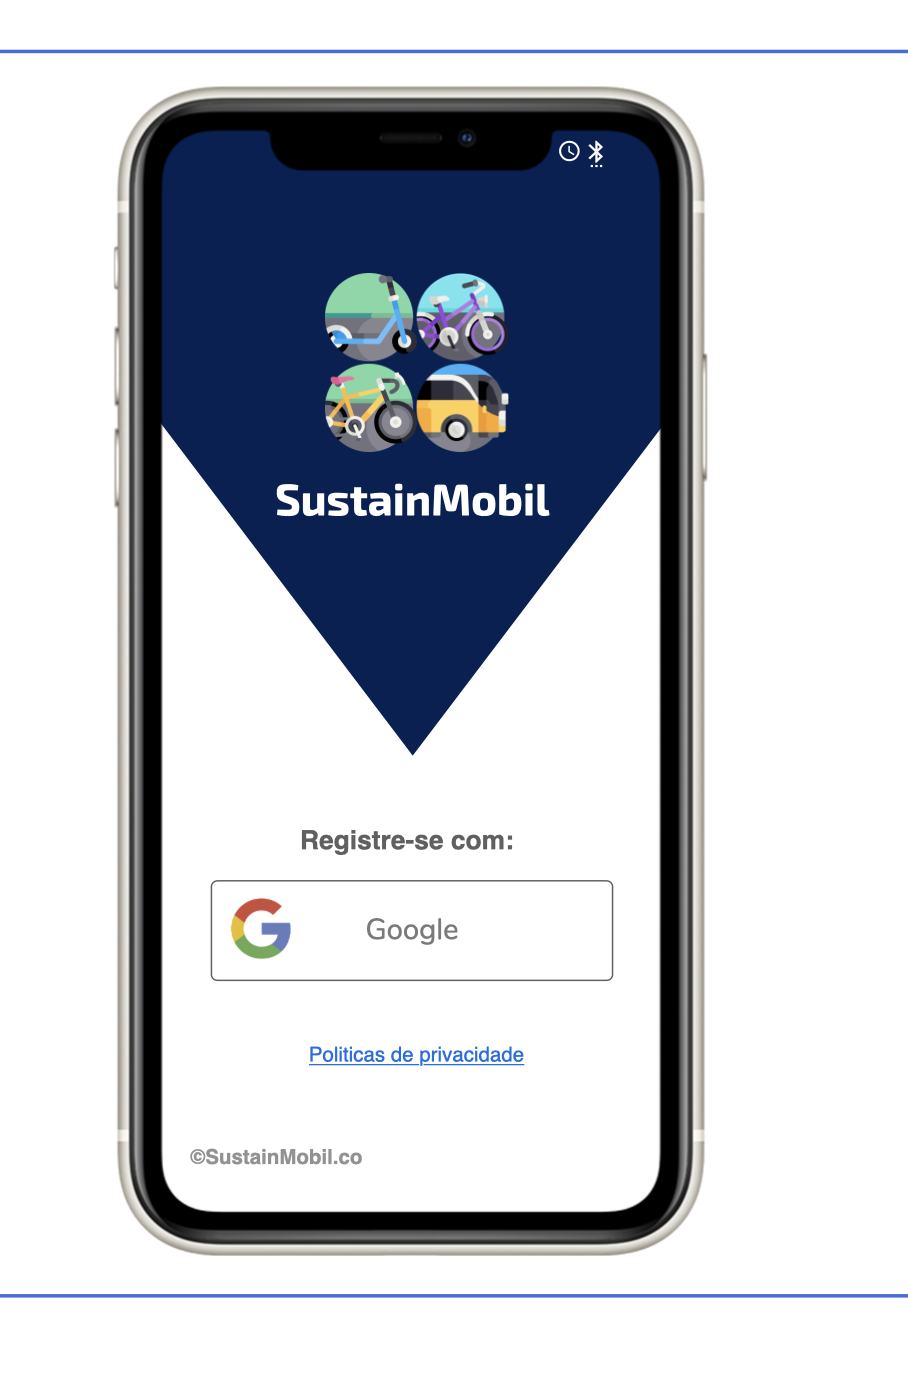 SustainMobil
Registre-se com:
Google
Politicas de privacidade
©SustainMobil.co